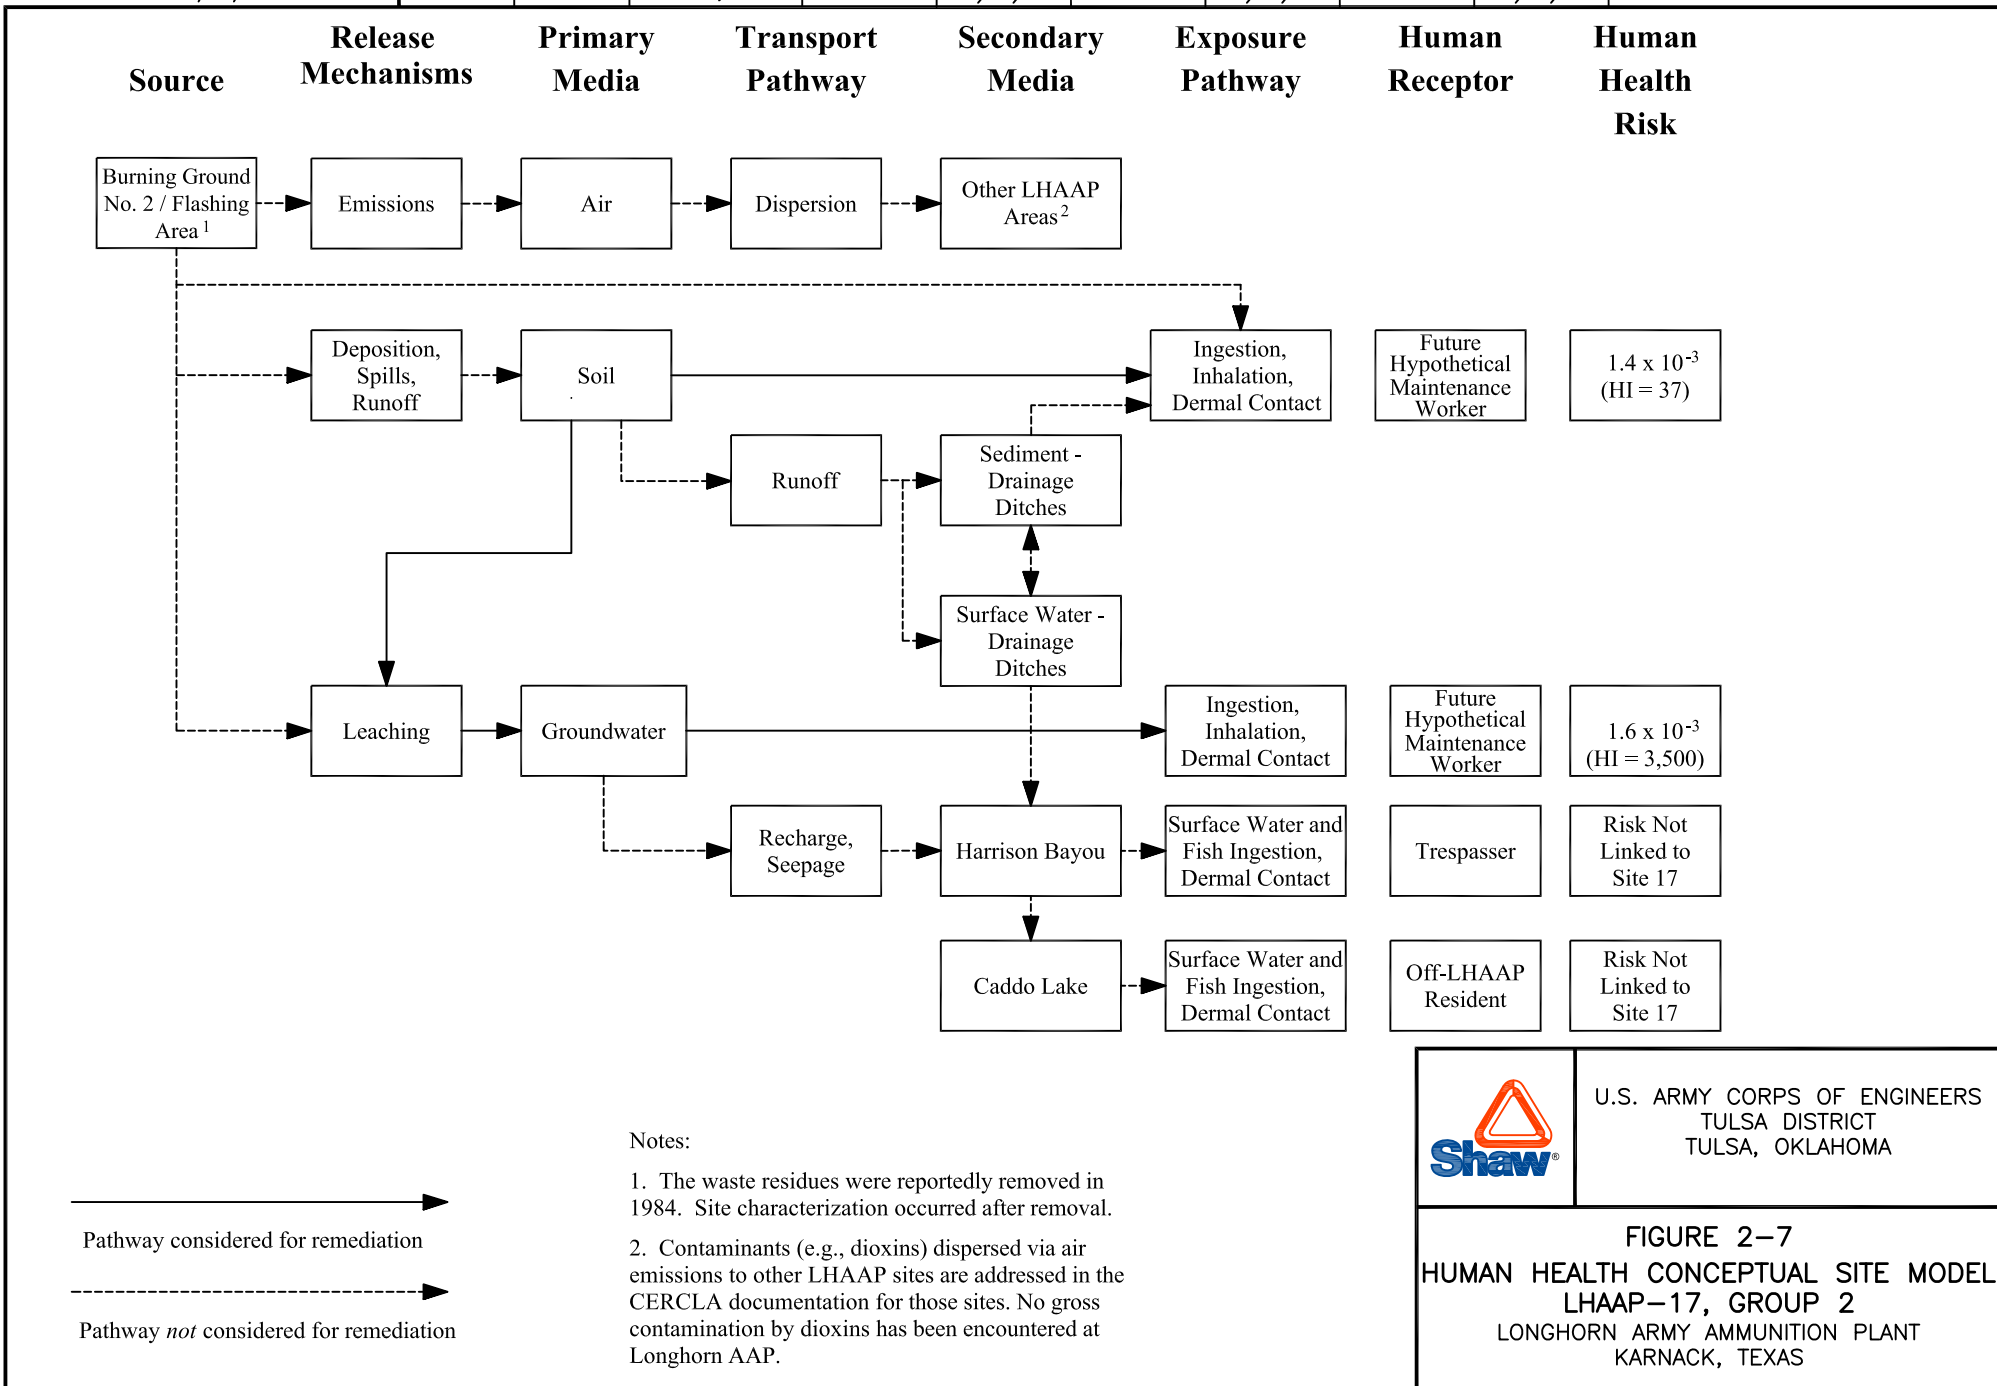 Source
Release
Mechanisms
Primary
Media
Transport
Pathway
Secondary
Media
Exposure
Pathway
Human
Receptor
Human
Health
Risk
Burning Ground
No. 2 / Flashing
Area 1
Emissions
Air
Dispersion
Other LHAAP
Areas 2
Deposition,
Spills,
Runoff
Soil
Ingestion,
Inhalation,
Dermal Contact
Future
Hypothetical
Maintenance
Worker
1.4 x 10-3
(HI = 37)
Runoff
Sediment -
Drainage
Ditches
Surface Water -
Drainage
Ditches
Leaching
Groundwater
Ingestion,
Inhalation,
Dermal Contact
Future
Hypothetical
Maintenance
Worker
1.6 x 10-3
(HI = 3,500)
Recharge,
Seepage
Harrison Bayou
Surface Water and
Fish Ingestion,
Dermal Contact
Trespasser
Risk Not
Linked to
Site 17
Caddo Lake
Surface Water and
Fish Ingestion,
Dermal Contact
Off-LHAAP
Resident
Risk Not
Linked to
Site 17
Pathway considered for remediation
Pathway not considered for remediation
Notes:
1. The waste residues were reportedly removed in
1984. Site characterization occurred after removal.
2. Contaminants (e.g., dioxins) dispersed via air
emissions to other LHAAP sites are addressed in the
CERCLA documentation for those sites. No gross
contamination by dioxins has been encountered at
Longhorn AAP.
Shaw®
U.S. ARMY CORPS OF ENGINEERS
TULSA DISTRICT
TULSA, OKLAHOMA
FIGURE 2-7
HUMAN HEALTH CONCEPTUAL SITE MODEL
LHAAP-17, GROUP 2
LONGHORN ARMY AMMUNITION PLANT
KARNACK, TEXAS